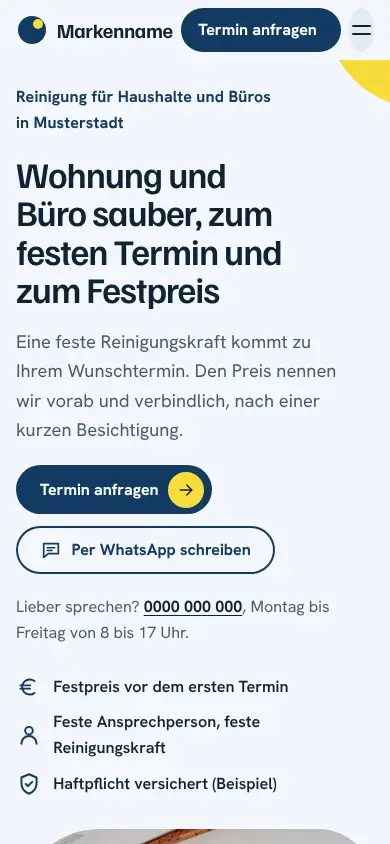 Markenname
Termin anfragen
Reinigung für Haushalte und Büros
in Musterstadt
Wohnung und
Büro sauber, zum
festen Termin und
zum Festpreis
Eine feste Reinigungskraft kommt zu
Ihrem Wunschtermin. Den Preis nennen
wir vorab und verbindlich, nach einer
kurzen Besichtigung.
Termin anfragen
Per WhatsApp schreiben
Lieber sprechen? 0000 000 000, Montag bis
Freitag von 8 bis 17 Uhr.
Festpreis vor dem ersten Termin
Feste Ansprechperson, feste
Reinigungskraft
Haftpflicht versichert (Beispiel)